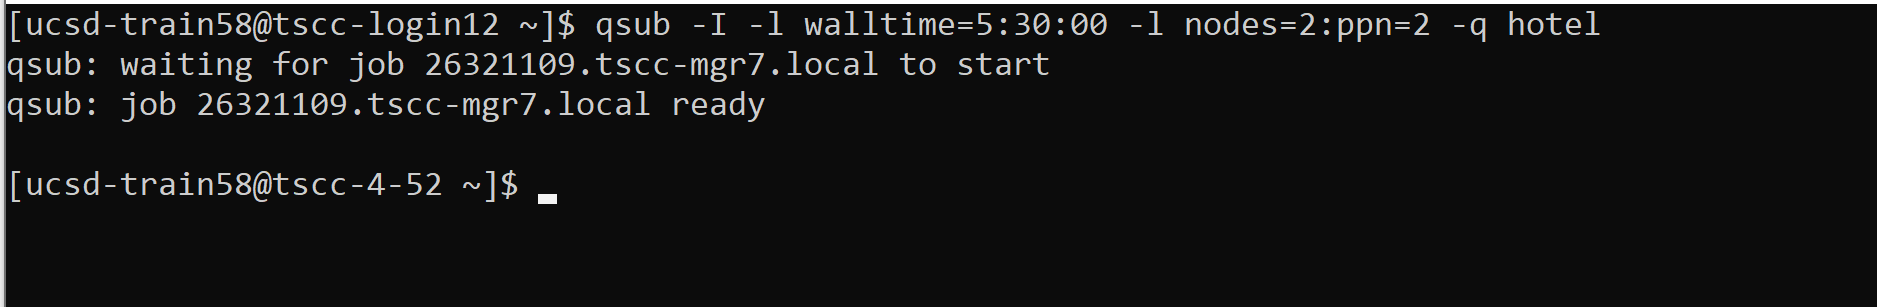 [ucsd-train58@tscc-login12 ~]$ qsub -I -l walltime=5:30:00 -l nodes=2:ppn=2 -q hotel
qsub: waiting for job 26321109.tscc-mgr7.local to start
qsub: job 26321109.tscc-mgr7.local ready
[ucsd-train58@tscc-4-52 ~]$